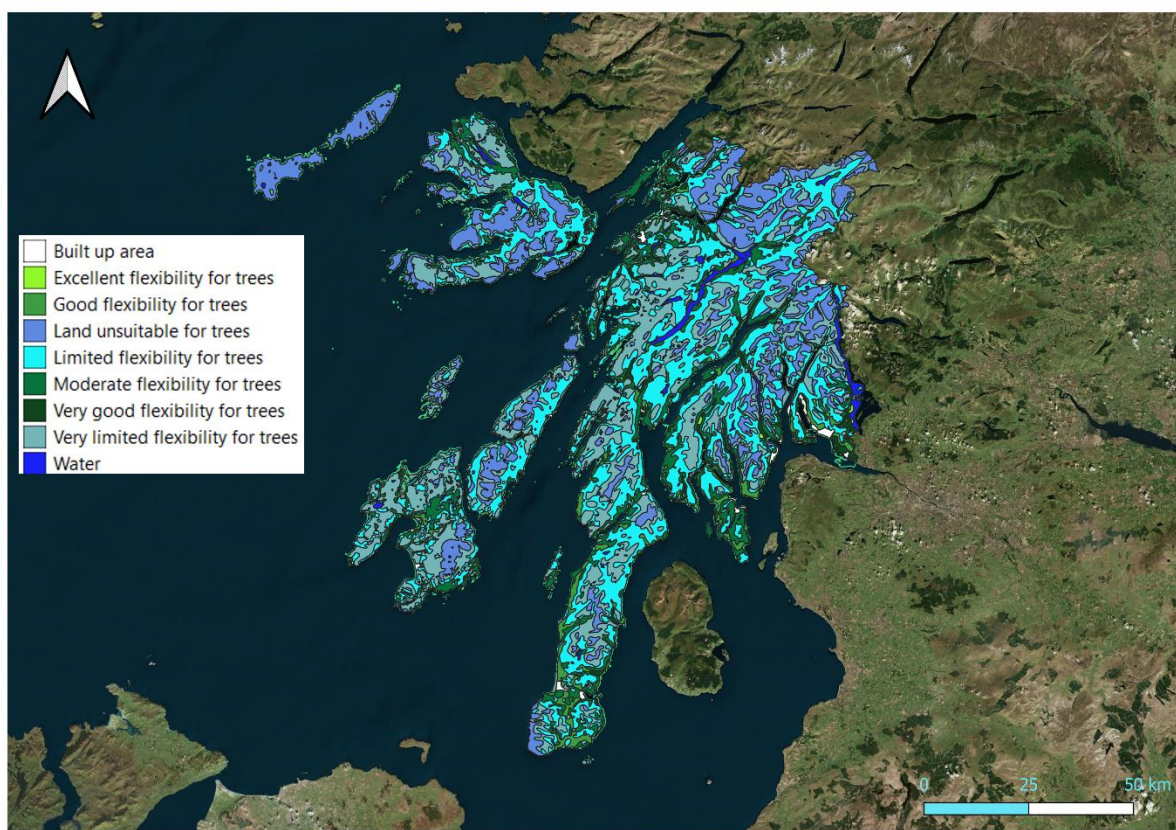 Built up area
Excellent flexibility for trees
Good flexibility for trees
Land unsuitable for trees
Limited flexibility for trees
Moderate flexibility for trees
Very good flexibility for trees
Very limited flexibility for trees
Water
0 25 50 km